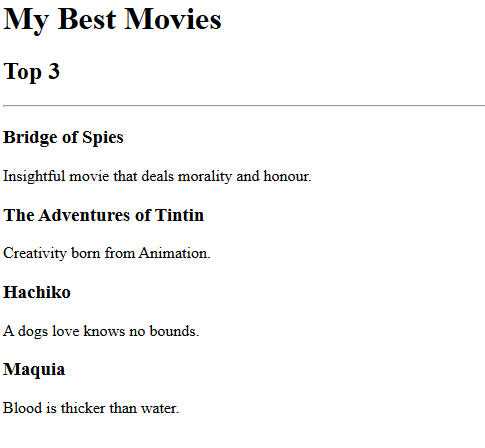 My Best Movies
Top 3
Bridge of Spies
Insightful movie that deals morality and honour.
The Adventures of Tintin
Creativity born from Animation.
Hachiko
A dogs love knows no bounds.
Maquia
Blood is thicker than water.